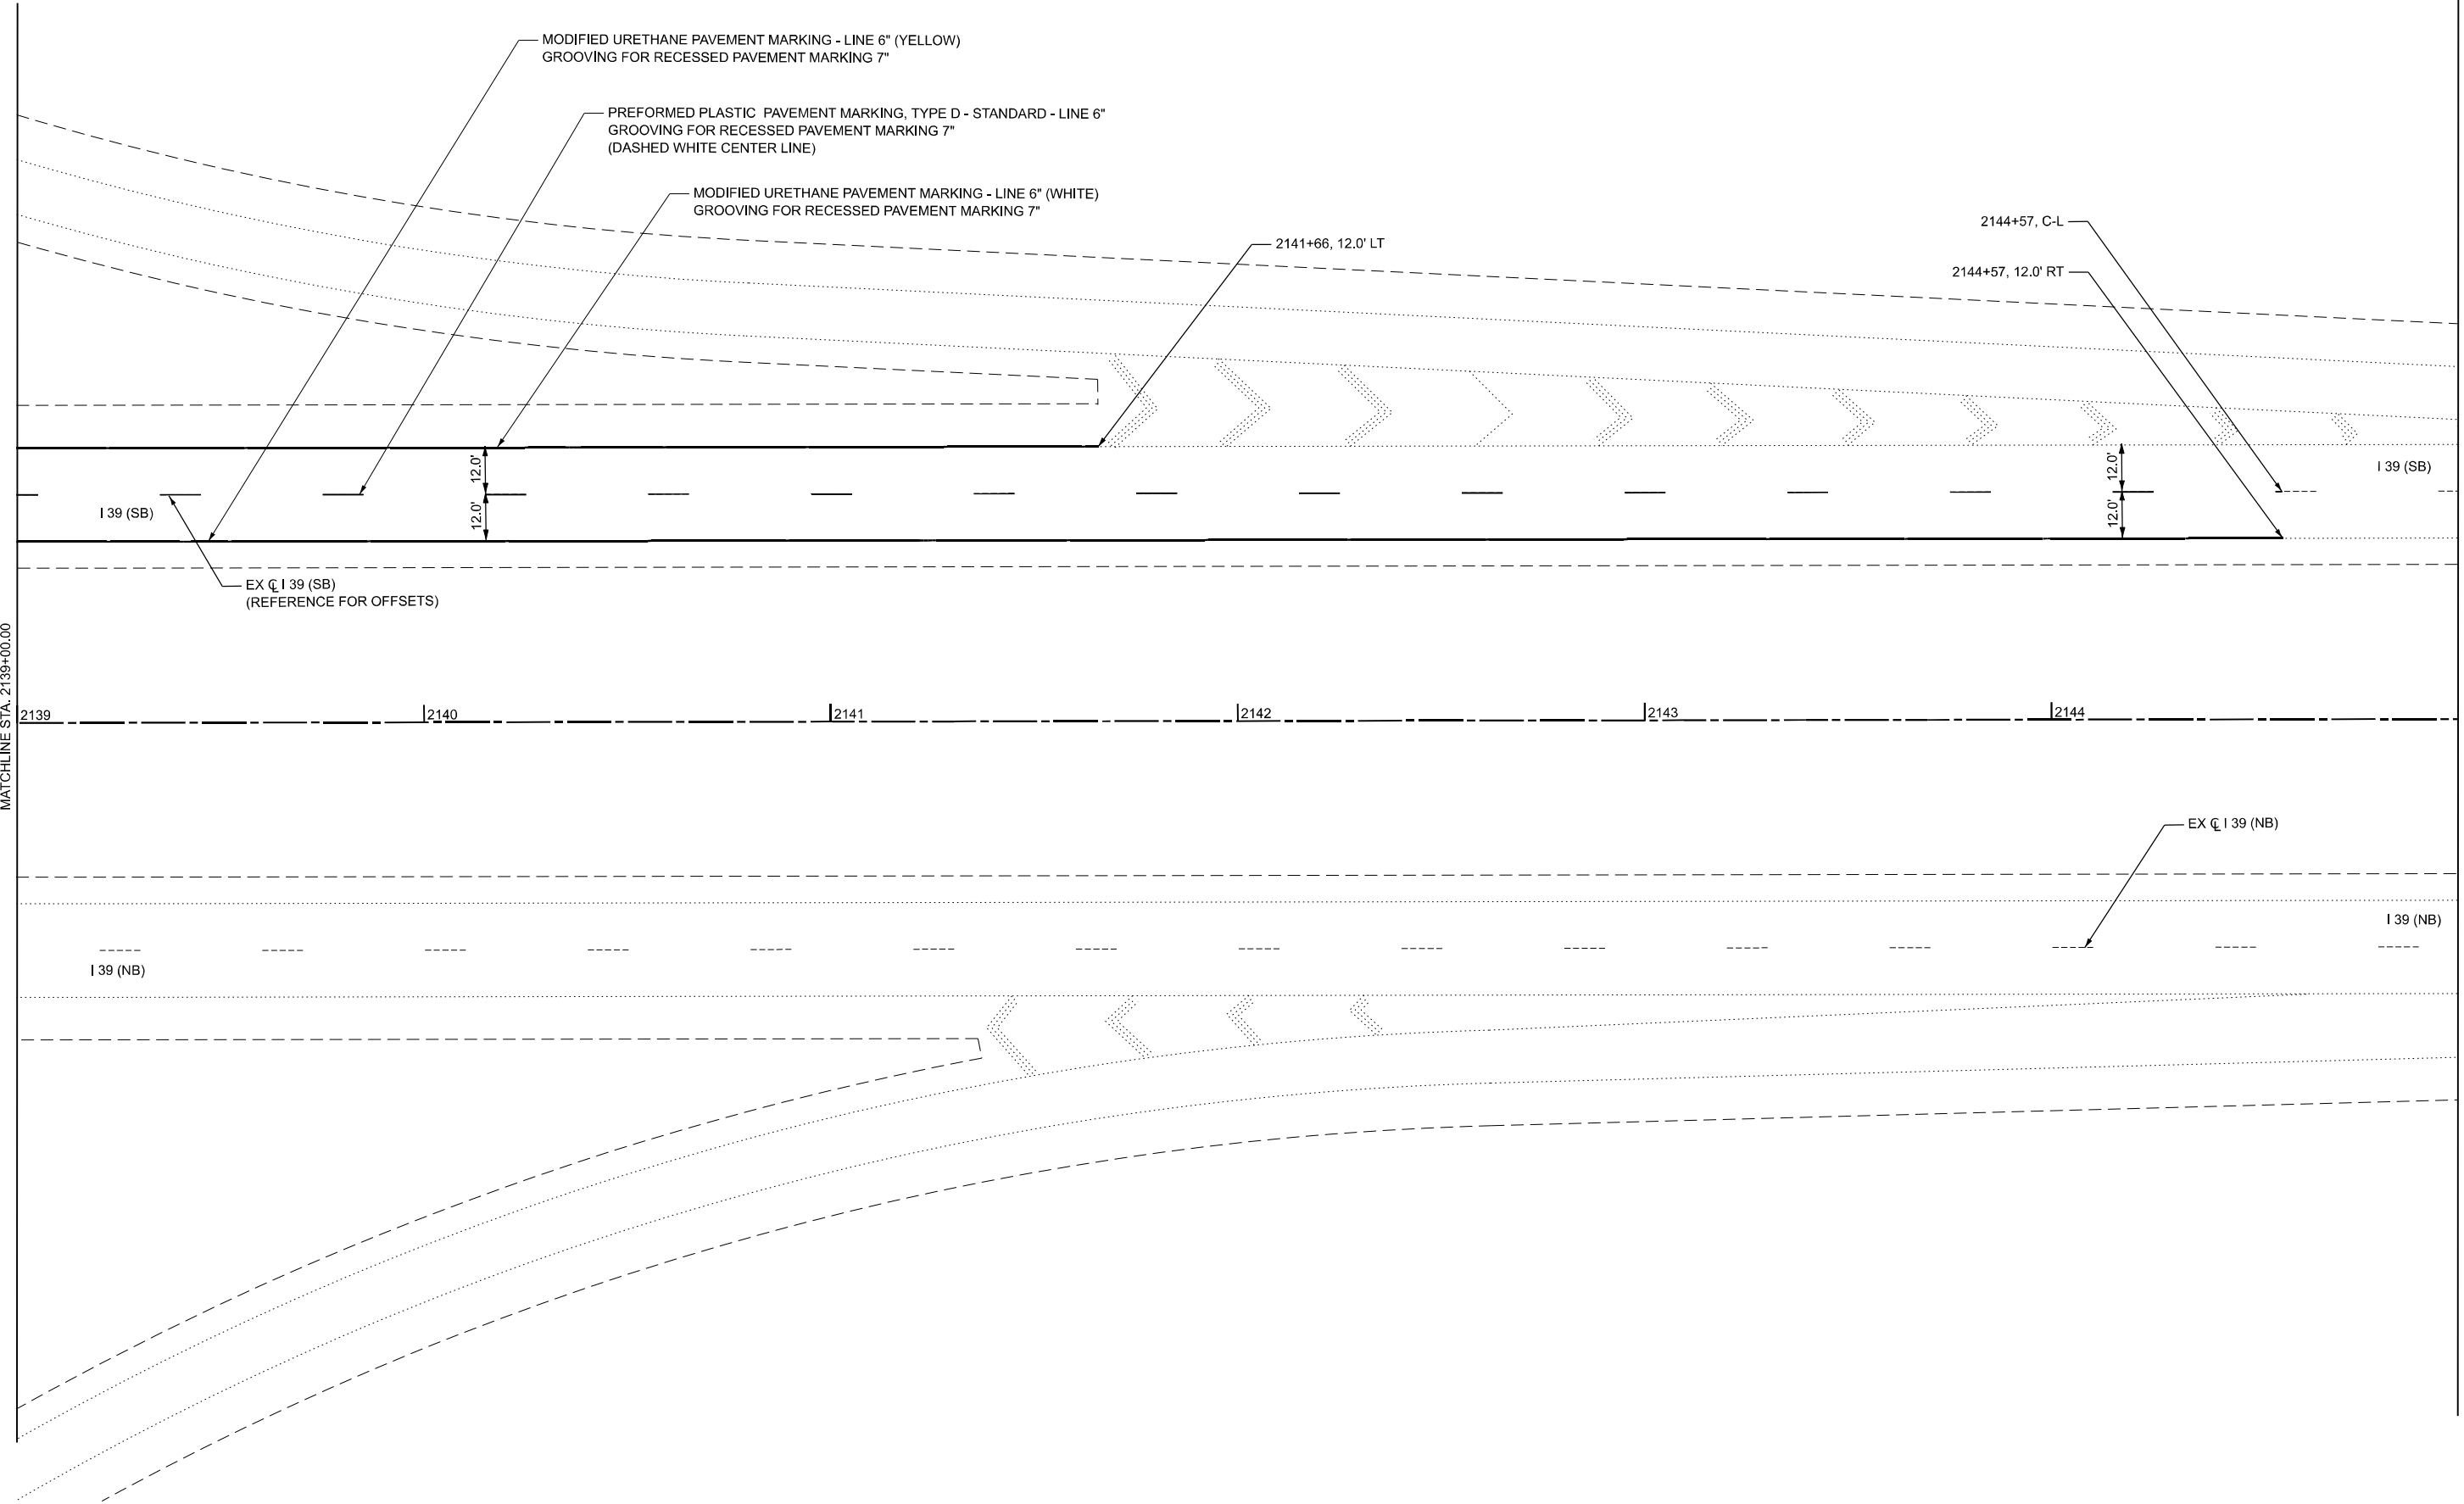 MODIFIED URETHANE PAVEMENT MARKING - LINE 6" (YELLOW)
GROOVING FOR RECESSED PAVEMENT MARKING 7"
PREFORMED PLASTIC PAVEMENT MARKING, TYPE D - STANDARD - LINE 6"
GROOVING FOR RECESSED PAVEMENT MARKING 7"
(DASHED WHITE CENTER LINE)
MODIFIED URETHANE PAVEMENT MARKING - LINE 6" (WHITE)
GROOVING FOR RECESSED PAVEMENT MARKING 7"
2141+66, 12.0' LT
2144+57, C-L
2144+57, 12.0' RT
12.0'
12.0'
12.0'
12.0'
I 39 (SB)
I 39 (SB)
EX ℄ I 39 (SB)
(REFERENCE FOR OFFSETS)
MATCHLINE STA. 2139+00.00
2139
2140
2141
2142
2143
2144
EX ℄ I 39 (NB)
I 39 (NB)
I 39 (NB)